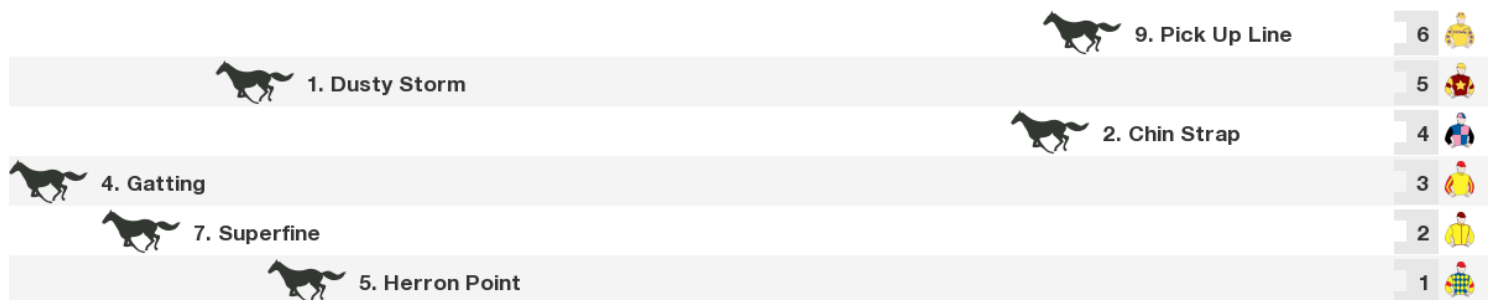 9. Pick Up Line 6
1. Dusty Storm 5
2. Chin Strap 4
4. Gatting 3
7. Superfine 2
5. Herron Point 1